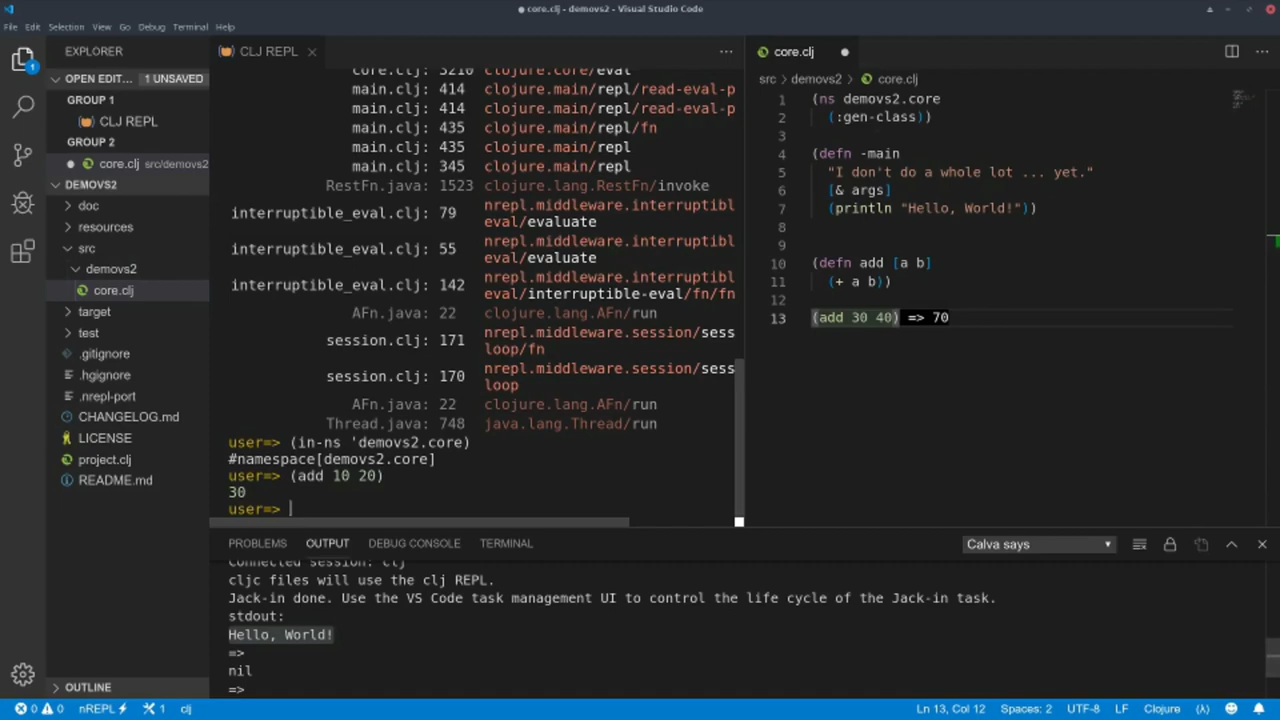 core.clj - demovs2 - Visual Studio Code
File Edit Selection View Go Debug Terminal Help
EXPLORER
OPEN EDIT... 1 UNSAVED
GROUP 1
CLJ REPL
GROUP 2
core.clj src/demovs2
DEMOVS2
doc
resources
src
demovs2
core.clj
target
test
.gitignore
.hgignore
.nrepl-port
CHANGELOG.md
LICENSE
project.clj
README.md
OUTLINE
CLJ REPL
core.clj: 3210 clojure.core/eval
main.clj: 414 clojure.main/repl/read-eval-p
main.clj: 414 clojure.main/repl/read-eval-p
main.clj: 435 clojure.main/repl/fn
main.clj: 435 clojure.main/repl
main.clj: 345 clojure.main/repl
RestFn.java: 1523 clojure.lang.RestFn/invoke
interruptible_eval.clj: 79 nrepl.middleware.interruptibl
eval/evaluate
interruptible_eval.clj: 55 nrepl.middleware.interruptibl
eval/evaluate
interruptible_eval.clj: 142 nrepl.middleware.interruptibl
eval/interruptible-eval/fn/fn
AFn.java: 22 clojure.lang.AFn/run
session.clj: 171 nrepl.middleware.session/sess
loop/fn
session.clj: 170 nrepl.middleware.session/sess
loop
AFn.java: 22 clojure.lang.AFn/run
Thread.java: 748 java.lang.Thread/run
user=> (in-ns 'demovs2.core)
#namespace[demovs2.core]
user=> (add 10 20)
30
user=>
core.clj
src > demovs2 > core.clj
1 (ns demovs2.core
2 (:gen-class))
3
4 (defn -main
5 "I don't do a whole lot ... yet."
6 [& args]
7 (println "Hello, World!"))
8
9
10 (defn add [a b]
11 (+ a b))
12
13 (add 30 40) => 70
PROBLEMS OUTPUT DEBUG CONSOLE TERMINAL Calva says
Connected session: clj
cljc files will use the clj REPL.
Jack-in done. Use the VS Code task management UI to control the life cycle of the Jack-in task.
stdout:
Hello, World!
=>
nil
=>
0 0 nREPL 1 clj Ln 13, Col 12 Spaces: 2 UTF-8 LF Clojure (λ)